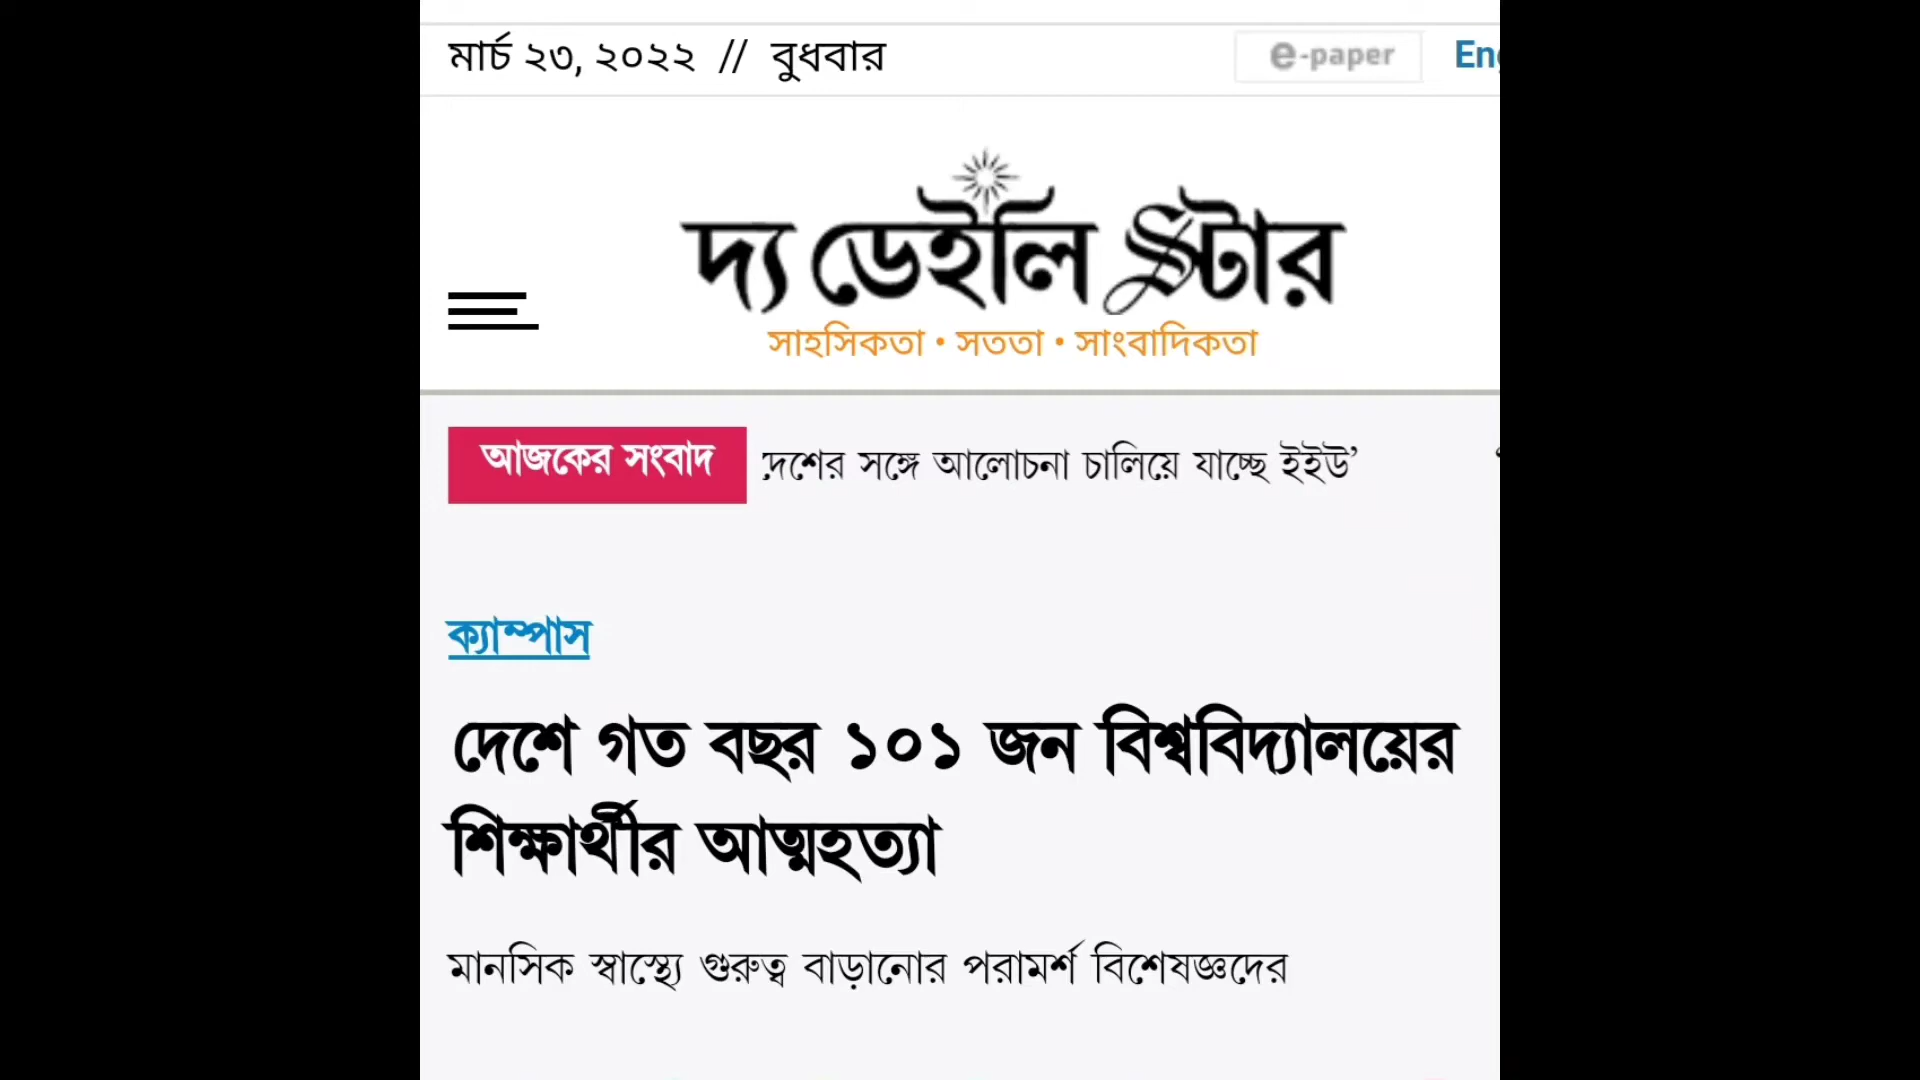 মার্চ ২৩, ২০২২ // বুধবার
e-paper
দ্য ডেইলি স্টার
সাহসিকতা • সততা • সাংবাদিকতা
আজকের সংবাদ
সঙ্গে আলোচনা চালিয়ে যাচ্ছে ইইউ’
ক্যাম্পাস
দেশে গত বছর ১০১ জন বিশ্ববিদ্যালয়ের
শিক্ষার্থীর আত্মহত্যা
মানসিক স্বাস্থ্যে গুরুত্ব বাড়ানোর পরামর্শ বিশেষজ্ঞদের